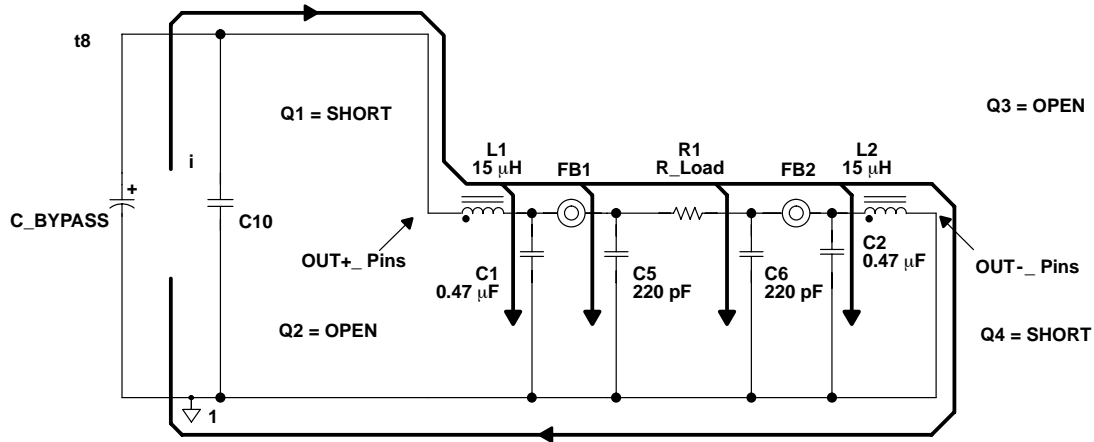 t8
Q1 = SHORT
Q3 = OPEN
i
+
C_BYPASS
C10
L1
15 μH
FB1
R1
R_Load
FB2
L2
15 μH
OUT+_ Pins
C1
0.47 μF
C5
220 pF
C6
220 pF
C2
0.47 μF
OUT-_ Pins
Q2 = OPEN
Q4 = SHORT
1